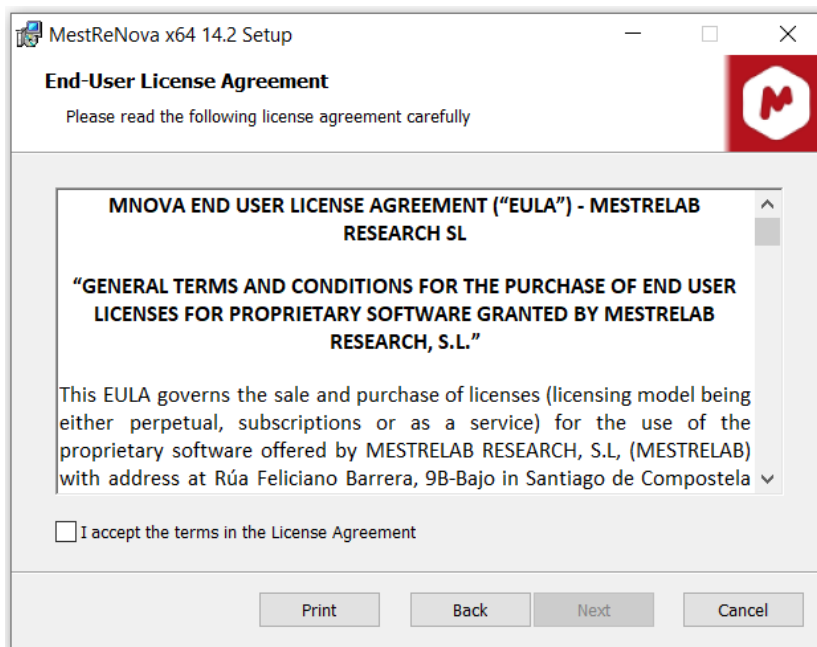 MestReNova x64 14.2 Setup
End-User License Agreement
Please read the following license agreement carefully
MNOVA END USER LICENSE AGREEMENT (“EULA”) - MESTRELAB
RESEARCH SL
“GENERAL TERMS AND CONDITIONS FOR THE PURCHASE OF END USER
LICENSES FOR PROPRIETARY SOFTWARE GRANTED BY MESTRELAB
RESEARCH, S.L.”
This EULA governs the sale and purchase of licenses (licensing model being
either perpetual, subscriptions or as a service) for the use of the
proprietary software offered by MESTRELAB RESEARCH, S.L, (MESTRELAB)
with address at Rúa Feliciano Barrera, 9B-Bajo in Santiago de Compostela
I accept the terms in the License Agreement
Print Back Next Cancel